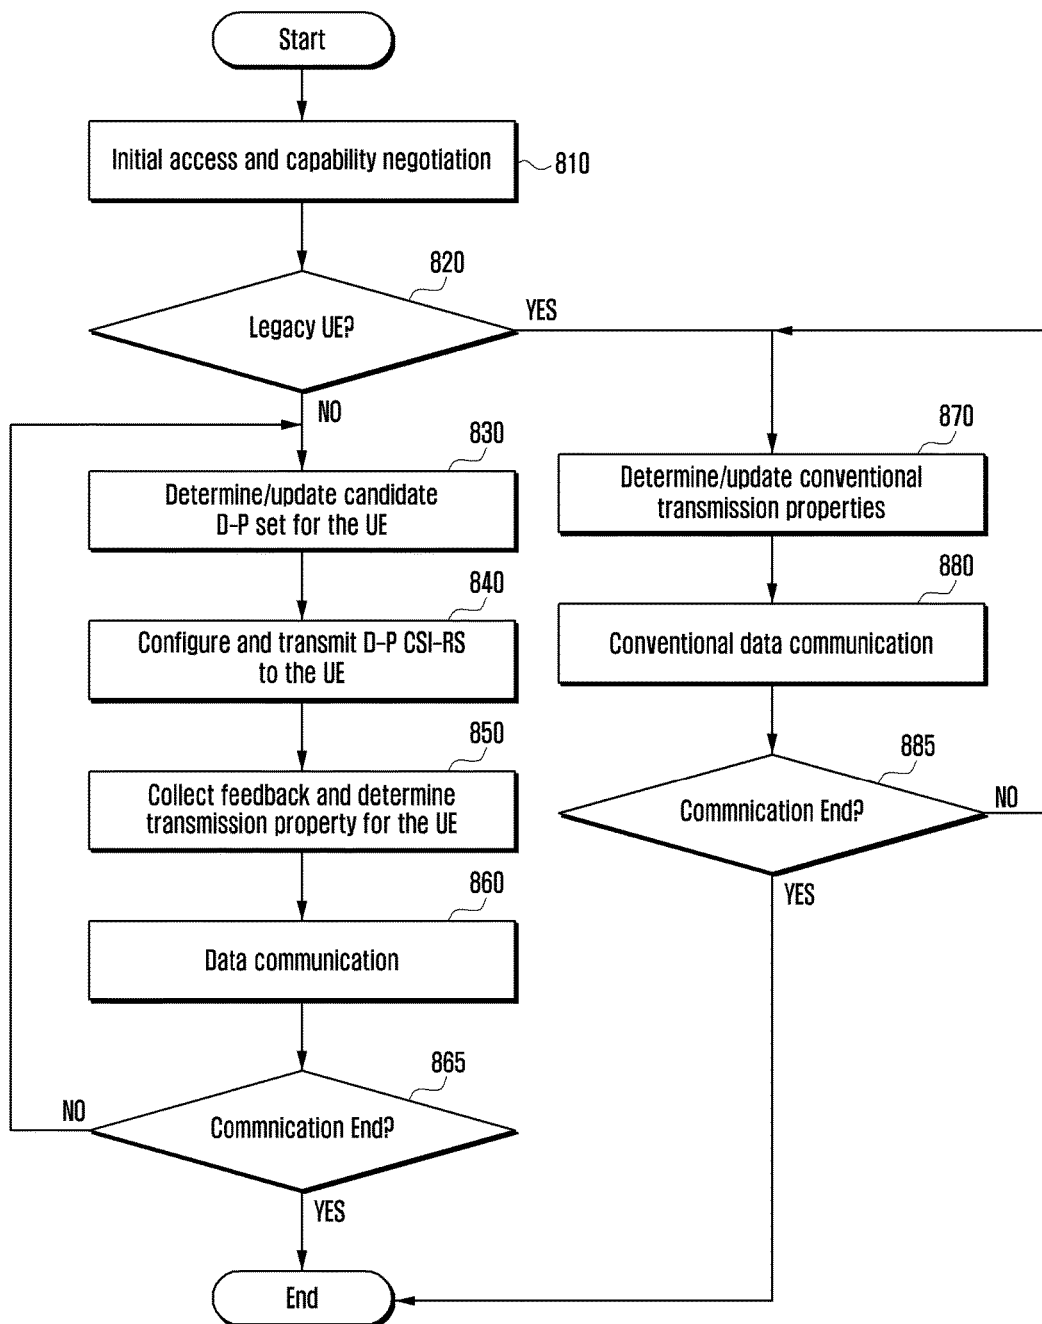 Start
Initial access and capability negotiation
810
820
Legacy UE?
YES
NO
830
Determine/update candidate
D-P set for the UE
840
Configure and transmit D-P CSI-RS
to the UE
850
Collect feedback and determine
transmission property for the UE
860
Data communication
865
NO
Commnication End?
YES
End
870
Determine/update conventional
transmission properties
880
Conventional data communication
885
Commnication End?
NO
YES